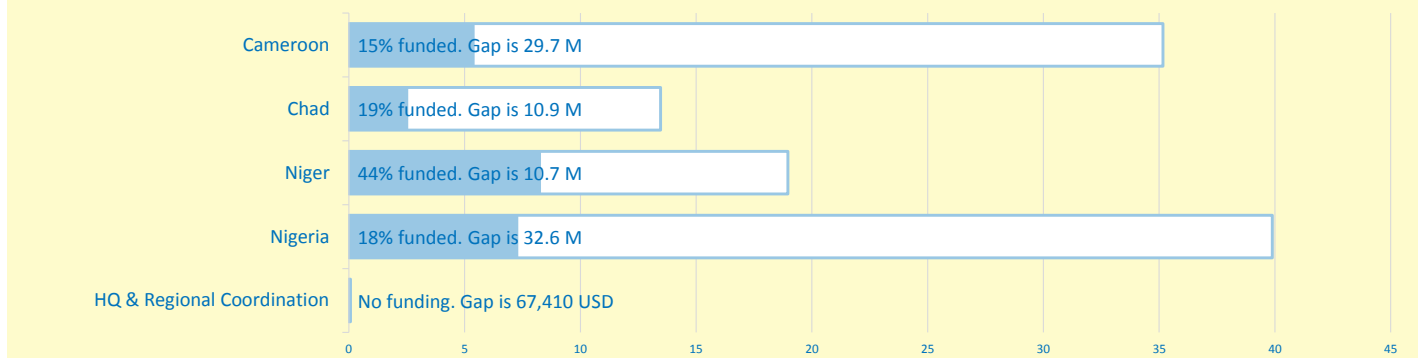 Cameroon 15% funded. Gap is 29.7 M
Chad 19% funded. Gap is 10.9 M
Niger 44% funded. Gap is 10.7 M
Nigeria 18% funded. Gap is 32.6 M
HQ & Regional Coordination No funding. Gap is 67,410 USD
0 5 10 15 20 25 30 35 40 45